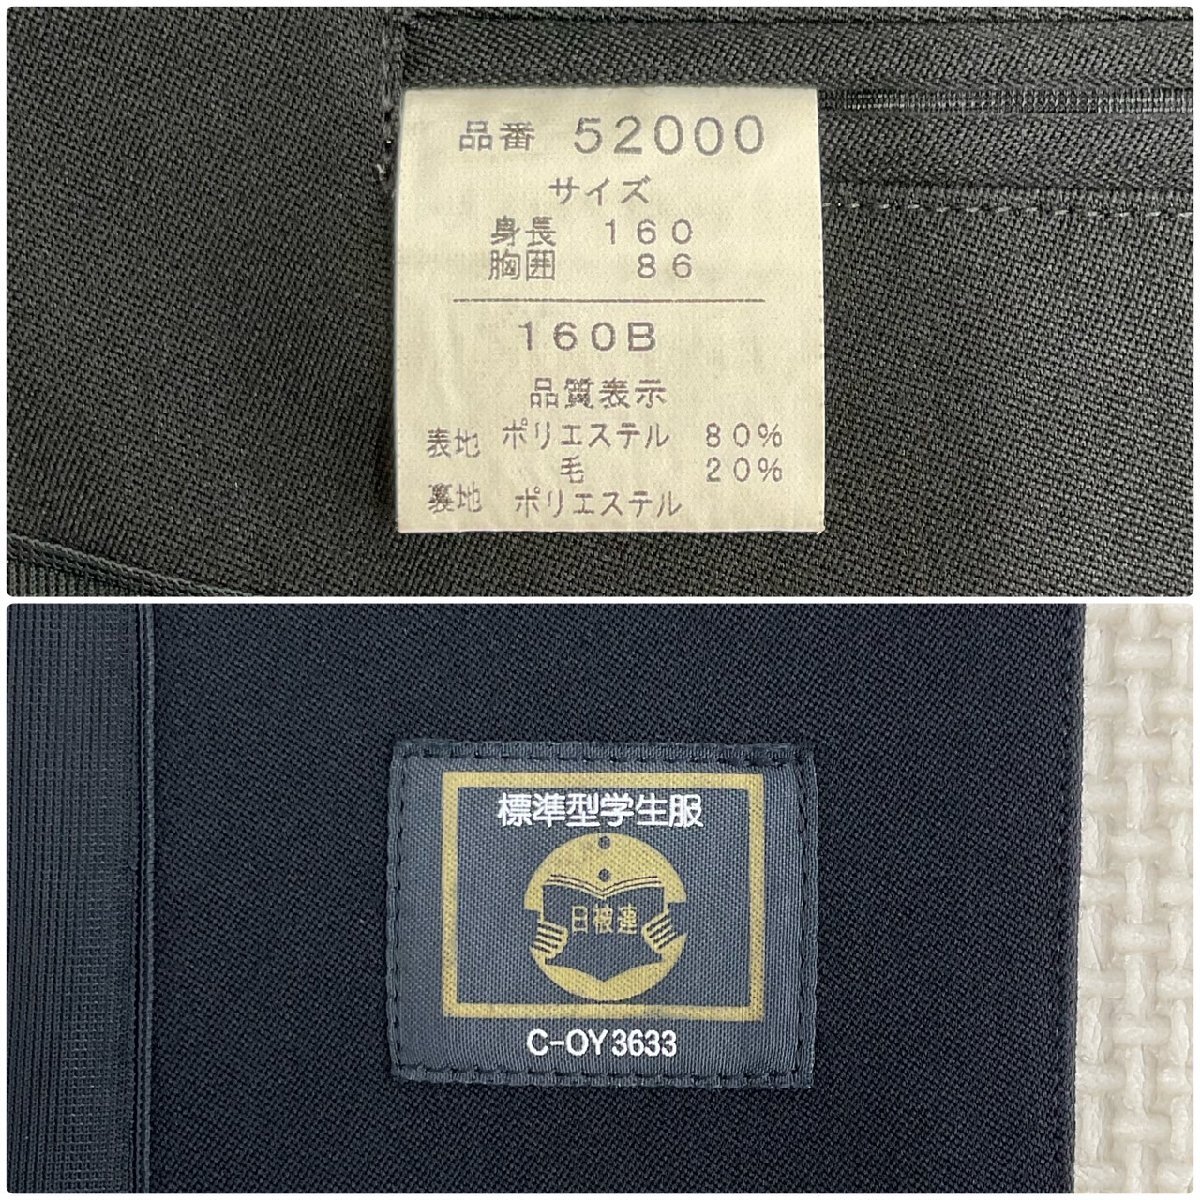 品番 52000
サイズ
身長 160
胸囲 86
160B
品質表示
表地 ポリエステル 80%
毛 20%
裏地 ポリエステル
標準型学生服
日被連
C-OY3633